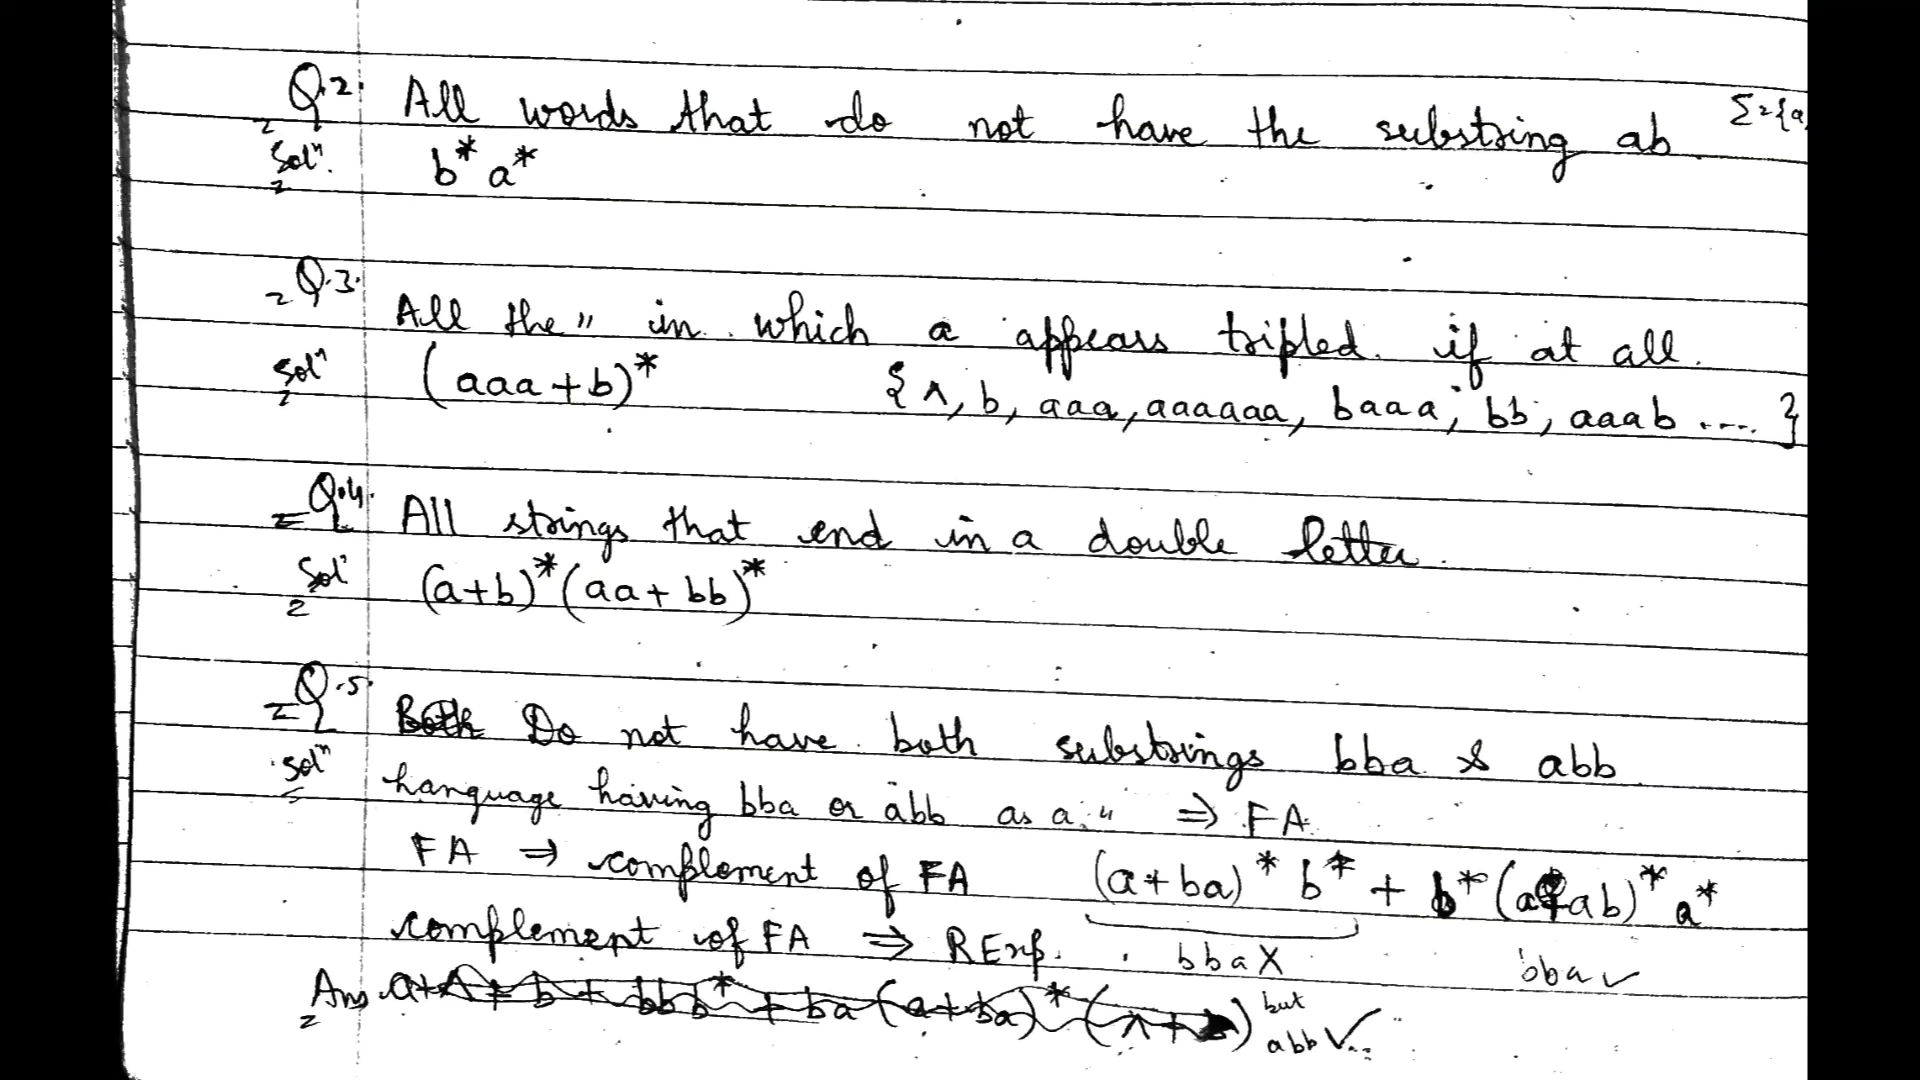 Q.2. All words that do not have the substring ab. Σ={a,
Solⁿ. b* a*
Q.3. All the " in which a appears tripled if at all.
Solⁿ (aaa + b)* {^, b, aaa, aaaaaa, baaa, bb, aaab .... }
Q.4. All strings that end in a double letter.
Solⁿ (a+b)* (aa + bb)*
Q.5. Both Do not have both substrings bba & abb
Solⁿ Language having bba or abb as a " ⇒ FA
FA ⇒ complement of FA (a + ba)* b* + b* (a+ab)* a*
complement of FA ⇒ RExp. bba X bba ✓
Ans but
abb ✓